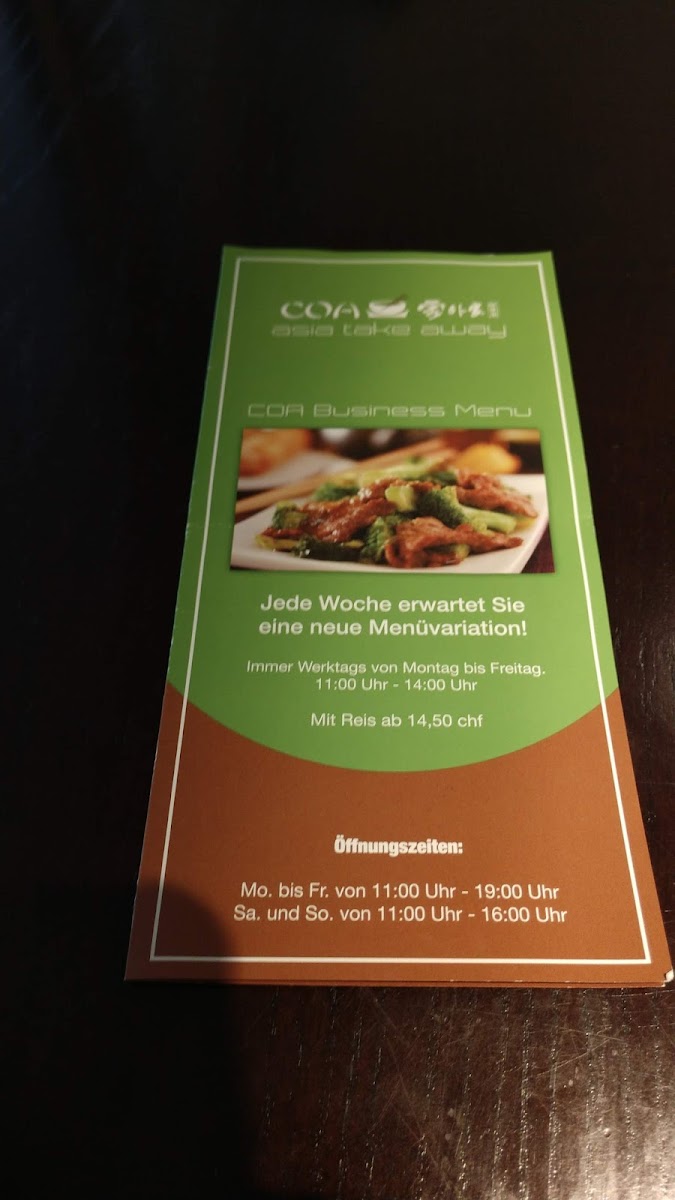 COA
asia take away
COA Business Menu
Jede Woche erwartet Sie
eine neue Menüvariation!
Immer Werktags von Montag bis Freitag.
11:00 Uhr - 14:00 Uhr
Mit Reis ab 14,50 chf
Öffnungszeiten:
Mo. bis Fr. von 11:00 Uhr - 19:00 Uhr
Sa. und So. von 11:00 Uhr - 16:00 Uhr